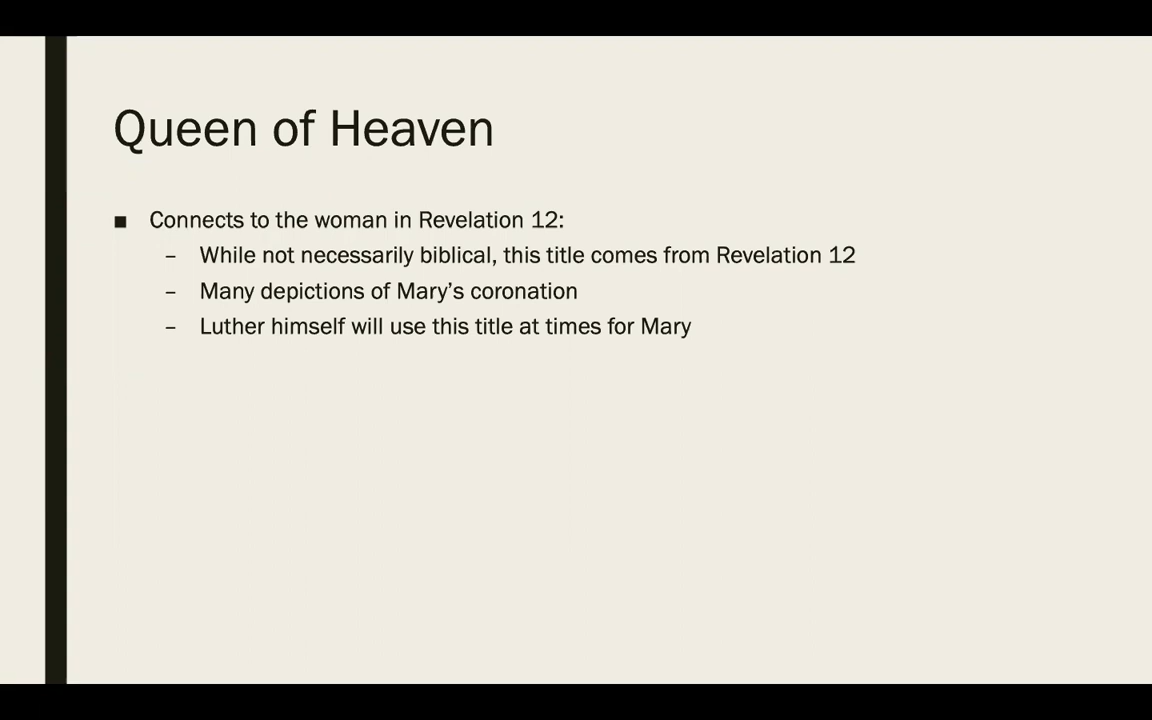 Queen of Heaven
■ Connects to the woman in Revelation 12:
– While not necessarily biblical, this title comes from Revelation 12
– Many depictions of Mary’s coronation
– Luther himself will use this title at times for Mary